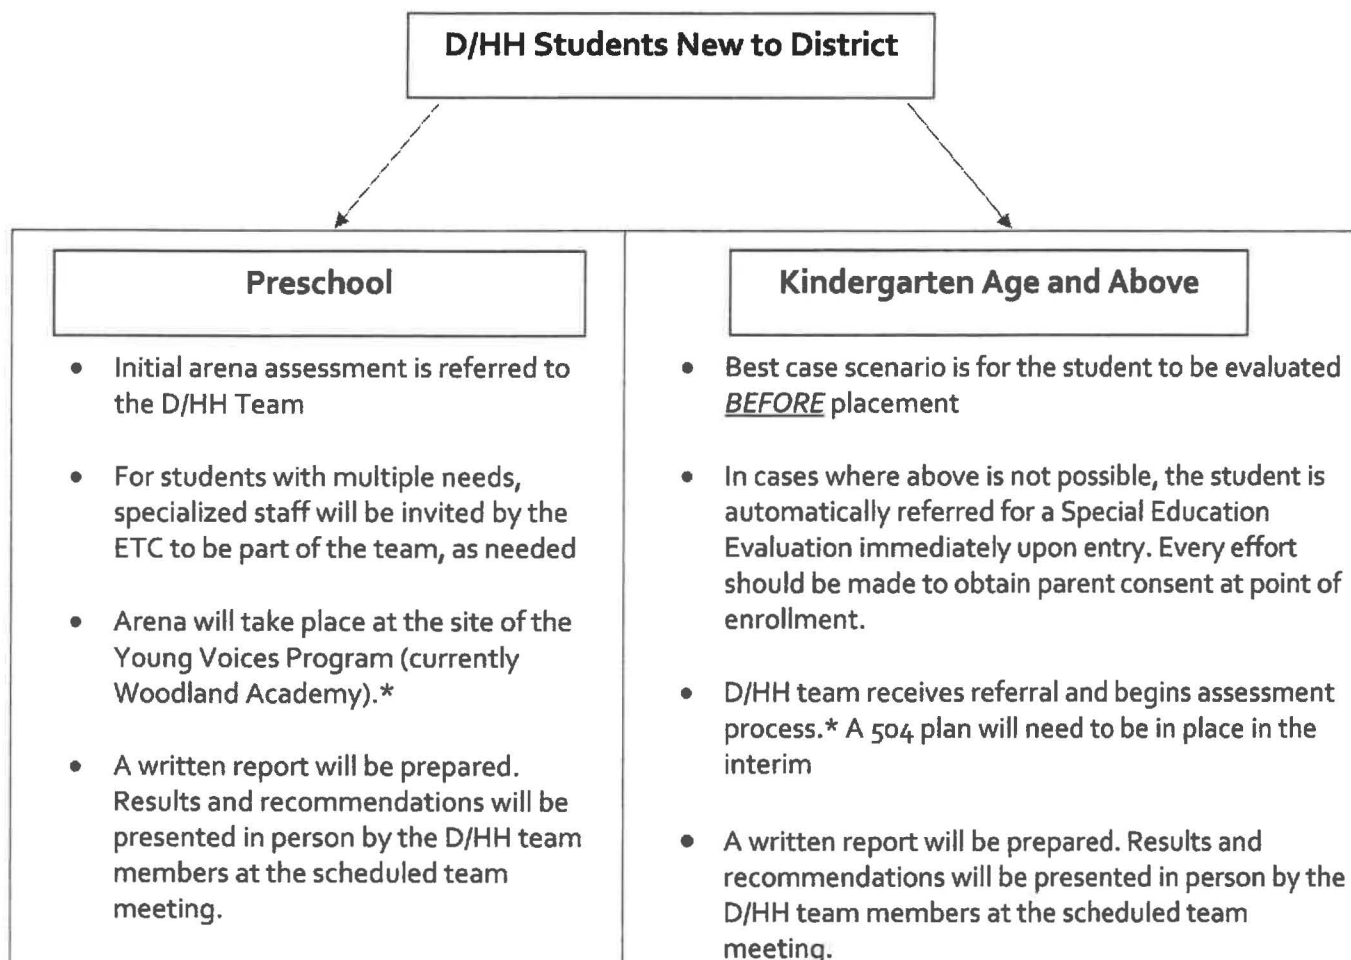 D/HH Students New to District
Preschool
• Initial arena assessment is referred to
the D/HH Team
• For students with multiple needs,
specialized staff will be invited by the
ETC to be part of the team, as needed
• Arena will take place at the site of the
Young Voices Program (currently
Woodland Academy).*
• A written report will be prepared.
Results and recommendations will be
presented in person by the D/HH team
members at the scheduled team
meeting.
Kindergarten Age and Above
• Best case scenario is for the student to be evaluated
BEFORE placement
• In cases where above is not possible, the student is
automatically referred for a Special Education
Evaluation immediately upon entry. Every effort
should be made to obtain parent consent at point of
enrollment.
• D/HH team receives referral and begins assessment
process.* A 504 plan will need to be in place in the
interim
• A written report will be prepared. Results and
recommendations will be presented in person by the
D/HH team members at the scheduled team
meeting.